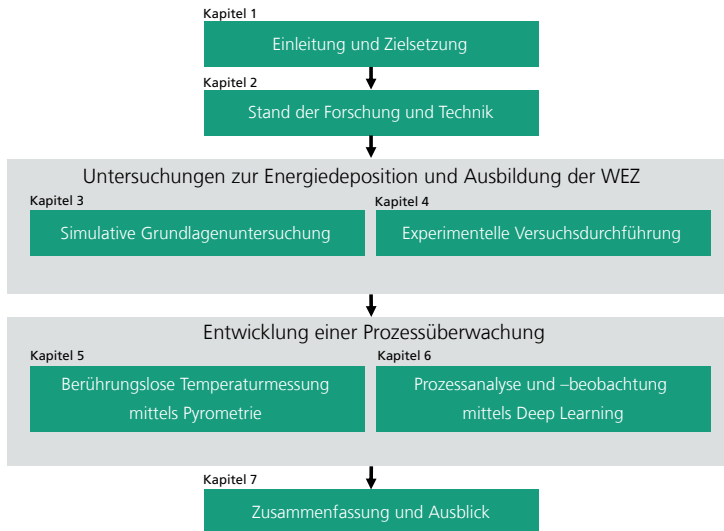 Kapitel 1
Einleitung und Zielsetzung
Kapitel 2
Stand der Forschung und Technik
Untersuchungen zur Energiedeposition und Ausbildung der WEZ
Kapitel 3
Simulative Grundlagenuntersuchung
Kapitel 4
Experimentelle Versuchsdurchführung
Entwicklung einer Prozessüberwachung
Kapitel 5
Berührungslose Temperaturmessung
mittels Pyrometrie
Kapitel 6
Prozessanalyse und –beobachtung
mittels Deep Learning
Kapitel 7
Zusammenfassung und Ausblick